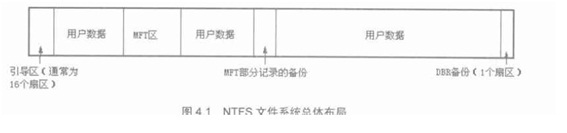 用户数据 MFT区 用户数据 用户数据
引导区(通常为
16个扇区)
MFT部分记录的备份
DBR备份(1个扇区)
图 4.1 NTFS 文件系统总体布局